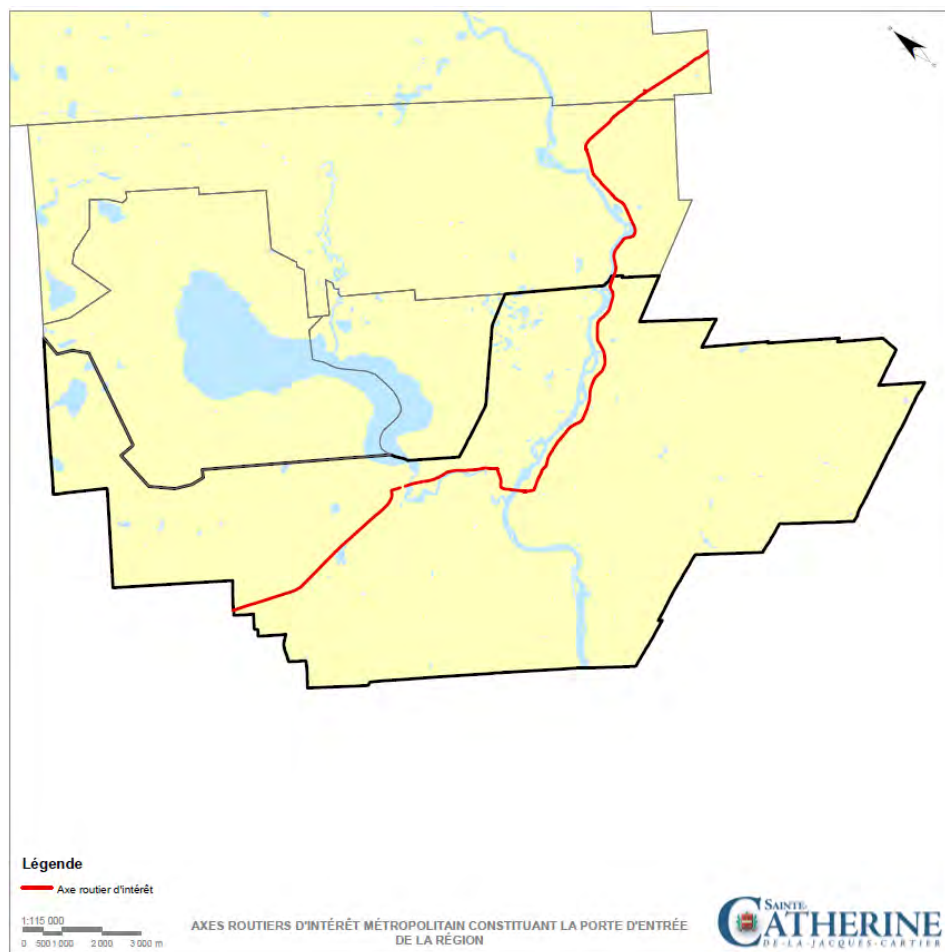 Légende
Axe routier d'intérêt
1:115 000
0 500 1 000 2 000 3 000 m
AXES ROUTIERS D'INTÉRÊT MÉTROPOLITAIN CONSTITUANT LA PORTE D'ENTRÉE
DE LA RÉGION
SAINTE-
CATHERINE
DE-LA-JACQUES-CARTIER